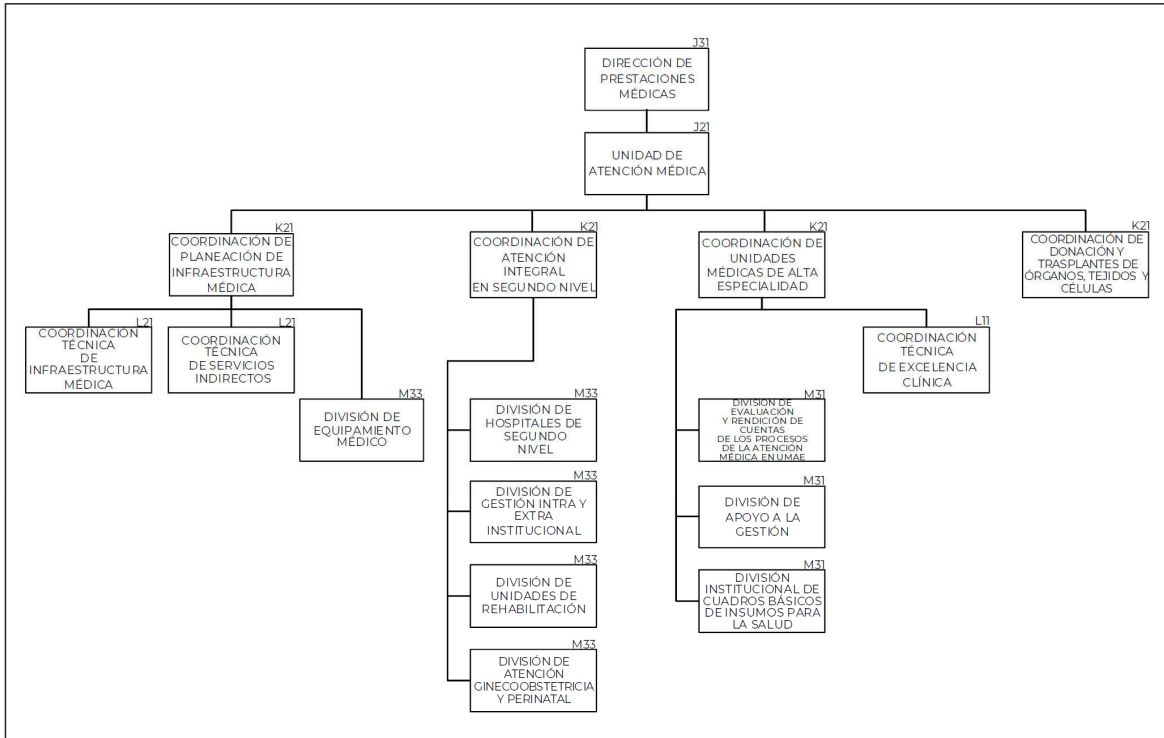 J31
DIRECCIÓN DE
PRESTACIONES
MÉDICAS
J21
UNIDAD DE
ATENCIÓN MÉDICA
K21
COORDINACIÓN DE
PLANEACIÓN DE
INFRAESTRUCTURA
MÉDICA
K21
COORDINACIÓN DE
ATENCIÓN
INTEGRAL
EN SEGUNDO NIVEL
K21
COORDINACIÓN DE
UNIDADES
MÉDICAS DE ALTA
ESPECIALIDAD
K21
COORDINACIÓN DE
DONACIÓN Y
TRASPLANTES DE
ÓRGANOS, TEJIDOS Y
CÉLULAS
L21
COORDINACIÓN
TÉCNICA
DE
INFRAESTRUCTURA
MÉDICA
L21
COORDINACIÓN
TÉCNICA
DE SERVICIOS
INDIRECTOS
L11
COORDINACIÓN
TÉCNICA
DE EXCELENCIA
CLÍNICA
M33
DIVISIÓN DE
EQUIPAMIENTO
MÉDICO
M33
DIVISIÓN DE
HOSPITALES DE
SEGUNDO
NIVEL
M31
DIVISIÓN DE
EVALUACIÓN
Y RENDICIÓN DE
CUENTAS
DE LOS PROCESOS
DE LA ATENCIÓN
MÉDICA EN UMAE
M33
DIVISIÓN DE
GESTIÓN INTRA Y
EXTRA
INSTITUCIONAL
M31
DIVISIÓN DE
APOYO A LA
GESTIÓN
M33
DIVISIÓN DE
UNIDADES DE
REHABILITACIÓN
M31
DIVISIÓN
INSTITUCIONAL DE
CUADROS BÁSICOS
DE INSUMOS PARA
LA SALUD
M33
DIVISIÓN DE
ATENCIÓN
GINECOOBSTETRICIA
Y PERINATAL